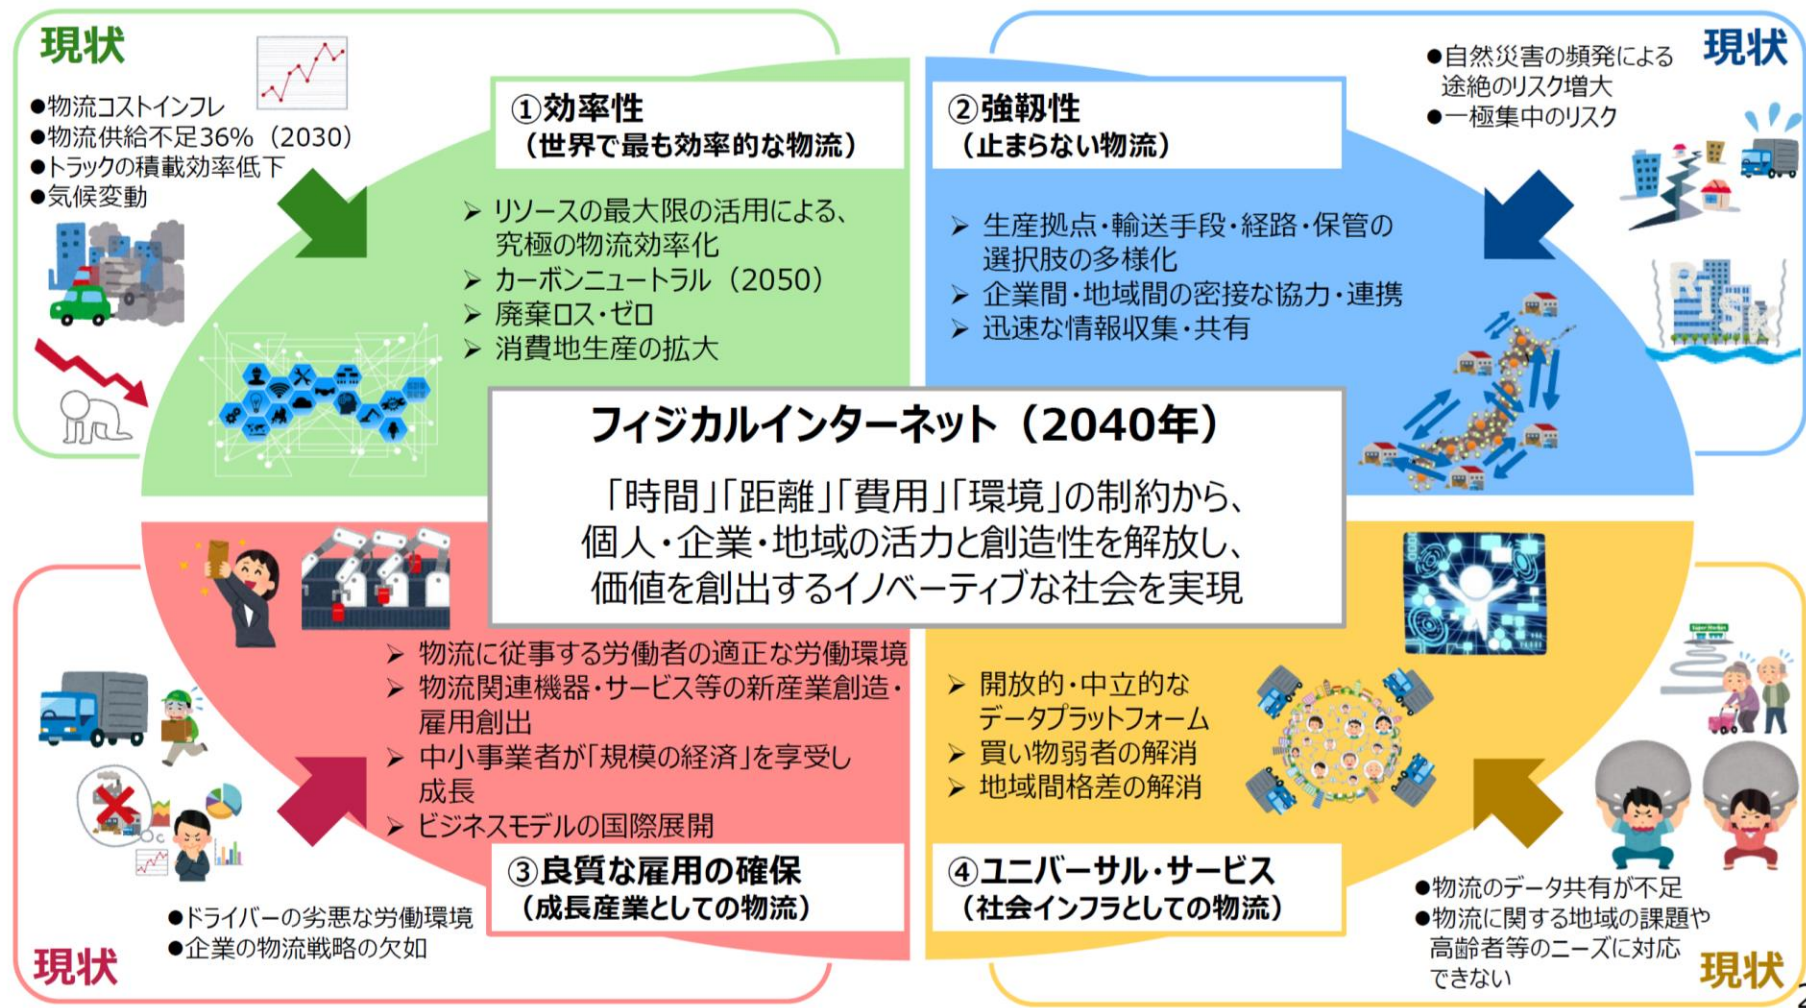 現状
●物流コストインフレ
●物流供給不足36%（2030）
●トラックの積載効率低下
●気候変動
①効率性
（世界で最も効率的な物流）
➢ リソースの最大限の活用による、
究極の物流効率化
➢ カーボンニュートラル（2050）
➢ 廃棄ロス・ゼロ
➢ 消費地生産の拡大
②強靱性
（止まらない物流）
➢ 生産拠点・輸送手段・経路・保管の
選択肢の多様化
➢ 企業間・地域間の密接な協力・連携
➢ 迅速な情報収集・共有
現状
●自然災害の頻発による
途絶のリスク増大
●一極集中のリスク
RISK
フィジカルインターネット（2040年）
「時間」「距離」「費用」「環境」の制約から、
個人・企業・地域の活力と創造性を解放し、
価値を創出するイノベーティブな社会を実現
➢ 物流に従事する労働者の適正な労働環境
➢ 物流関連機器・サービス等の新産業創造・
雇用創出
➢ 中小事業者が「規模の経済」を享受し
成長
➢ ビジネスモデルの国際展開
③良質な雇用の確保
（成長産業としての物流）
●ドライバーの劣悪な労働環境
●企業の物流戦略の欠如
現状
➢ 開放的・中立的な
データプラットフォーム
➢ 買い物弱者の解消
➢ 地域間格差の解消
④ユニバーサル・サービス
（社会インフラとしての物流）
●物流のデータ共有が不足
●物流に関する地域の課題や
高齢者等のニーズに対応
できない
現状